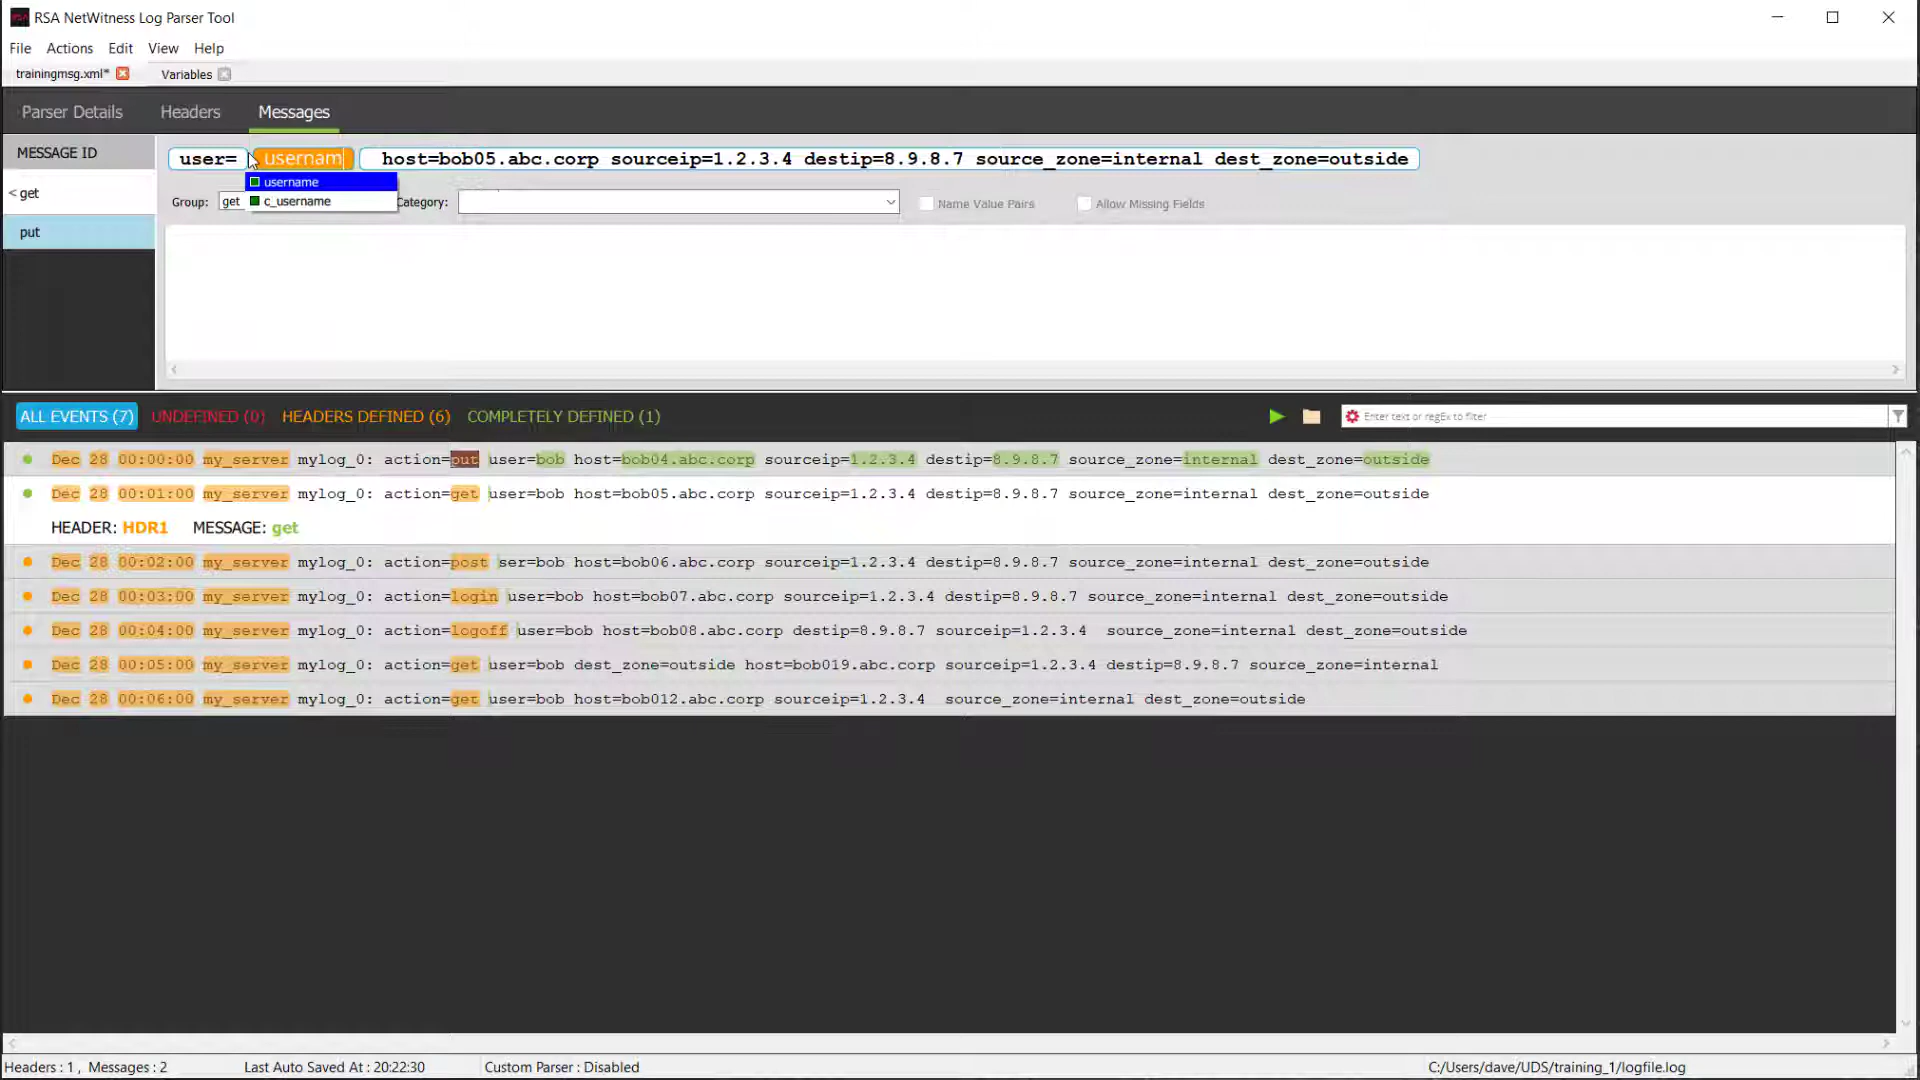 RSA NetWitness Log Parser Tool
File Actions Edit View Help
trainingmsg.xml* Variables
Parser Details Headers Messages
MESSAGE ID
user= usernam host=bob05.abc.corp sourceip=1.2.3.4 destip=8.9.8.7 source_zone=internal dest_zone=outside
username
< get
Group: get c_username Category: Name Value Pairs Allow Missing Fields
put
ALL EVENTS (7) UNDEFINED (0) HEADERS DEFINED (6) COMPLETELY DEFINED (1) Enter text or regEx to filter
Dec 28 00:00:00 my_server mylog_0: action=put user=bob host=bob04.abc.corp sourceip=1.2.3.4 destip=8.9.8.7 source_zone=internal dest_zone=outside
Dec 28 00:01:00 my_server mylog_0: action=get user=bob host=bob05.abc.corp sourceip=1.2.3.4 destip=8.9.8.7 source_zone=internal dest_zone=outside
HEADER: HDR1 MESSAGE: get
Dec 28 00:02:00 my_server mylog_0: action=post ser=bob host=bob06.abc.corp sourceip=1.2.3.4 destip=8.9.8.7 source_zone=internal dest_zone=outside
Dec 28 00:03:00 my_server mylog_0: action=login user=bob host=bob07.abc.corp sourceip=1.2.3.4 destip=8.9.8.7 source_zone=internal dest_zone=outside
Dec 28 00:04:00 my_server mylog_0: action=logoff user=bob host=bob08.abc.corp destip=8.9.8.7 sourceip=1.2.3.4 source_zone=internal dest_zone=outside
Dec 28 00:05:00 my_server mylog_0: action=get user=bob dest_zone=outside host=bob019.abc.corp sourceip=1.2.3.4 destip=8.9.8.7 source_zone=internal
Dec 28 00:06:00 my_server mylog_0: action=get user=bob host=bob012.abc.corp sourceip=1.2.3.4 source_zone=internal dest_zone=outside
Headers : 1 , Messages : 2 Last Auto Saved At : 20:22:30 Custom Parser : Disabled C:/Users/dave/UDS/training_1/logfile.log